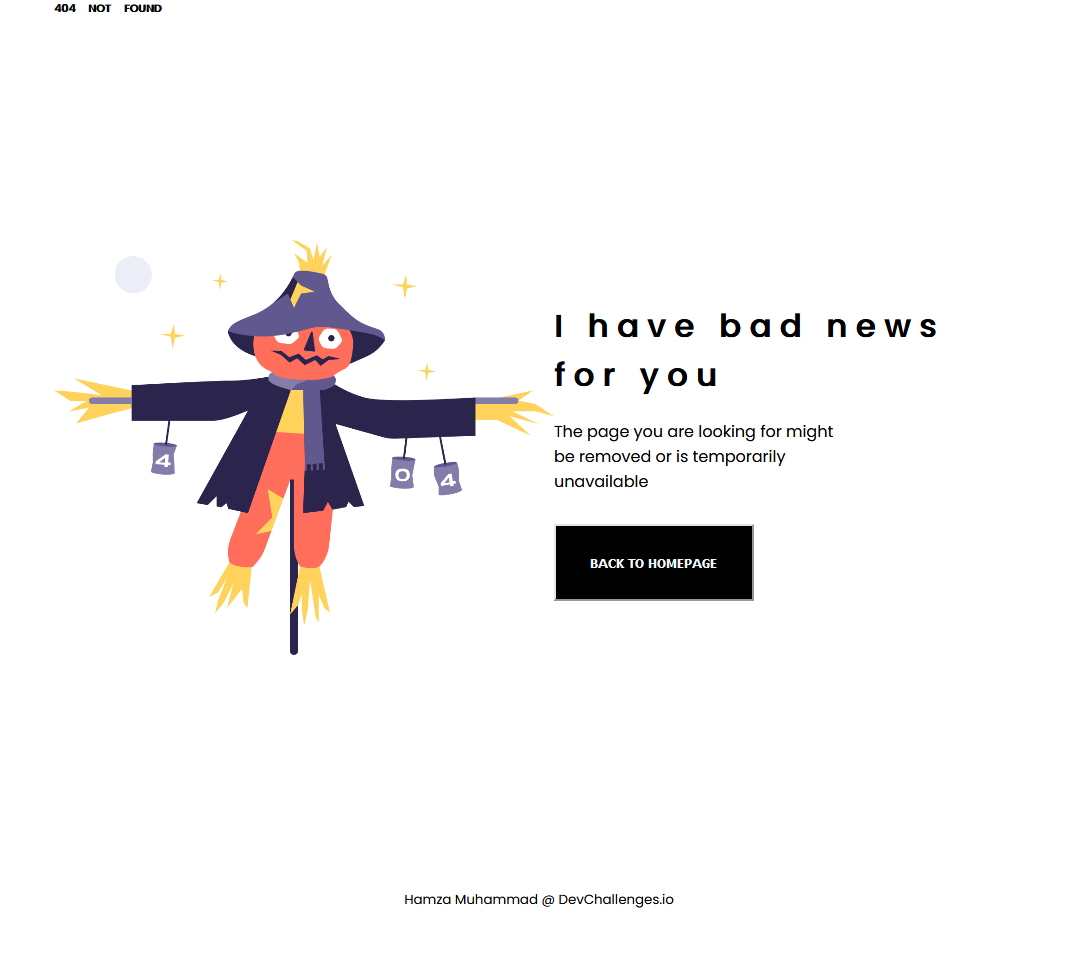 404 NOT FOUND
I have bad news
for you
The page you are looking for might
be removed or is temporarily
unavailable
4
0
4
BACK TO HOMEPAGE
Hamza Muhammad @ DevChallenges.io